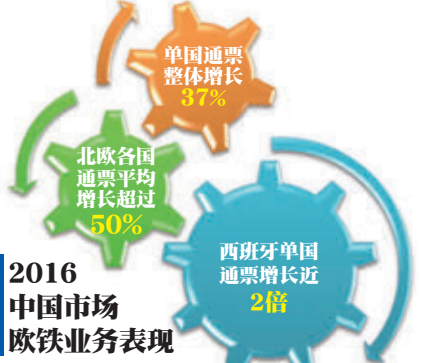 单国通票
整体增长
37%
北欧各国
通票平均
增长超过
50%
西班牙单国
通票增长近
2倍
2016
中国市场
欧铁业务表现